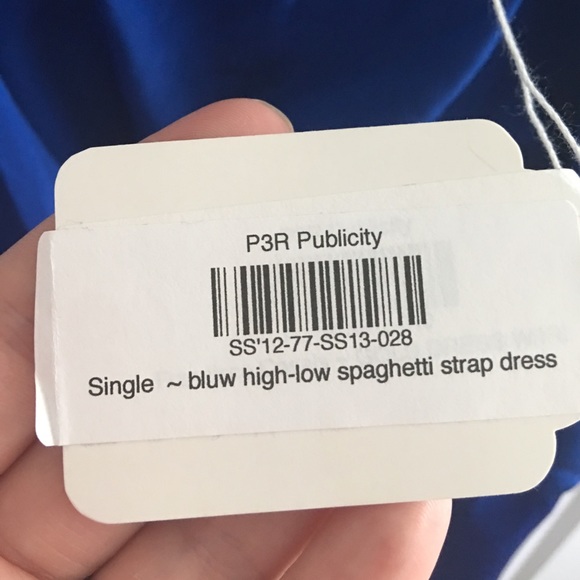 P3R Publicity
SS'12-77-SS13-028
Single ~ bluw high-low spaghetti strap dress